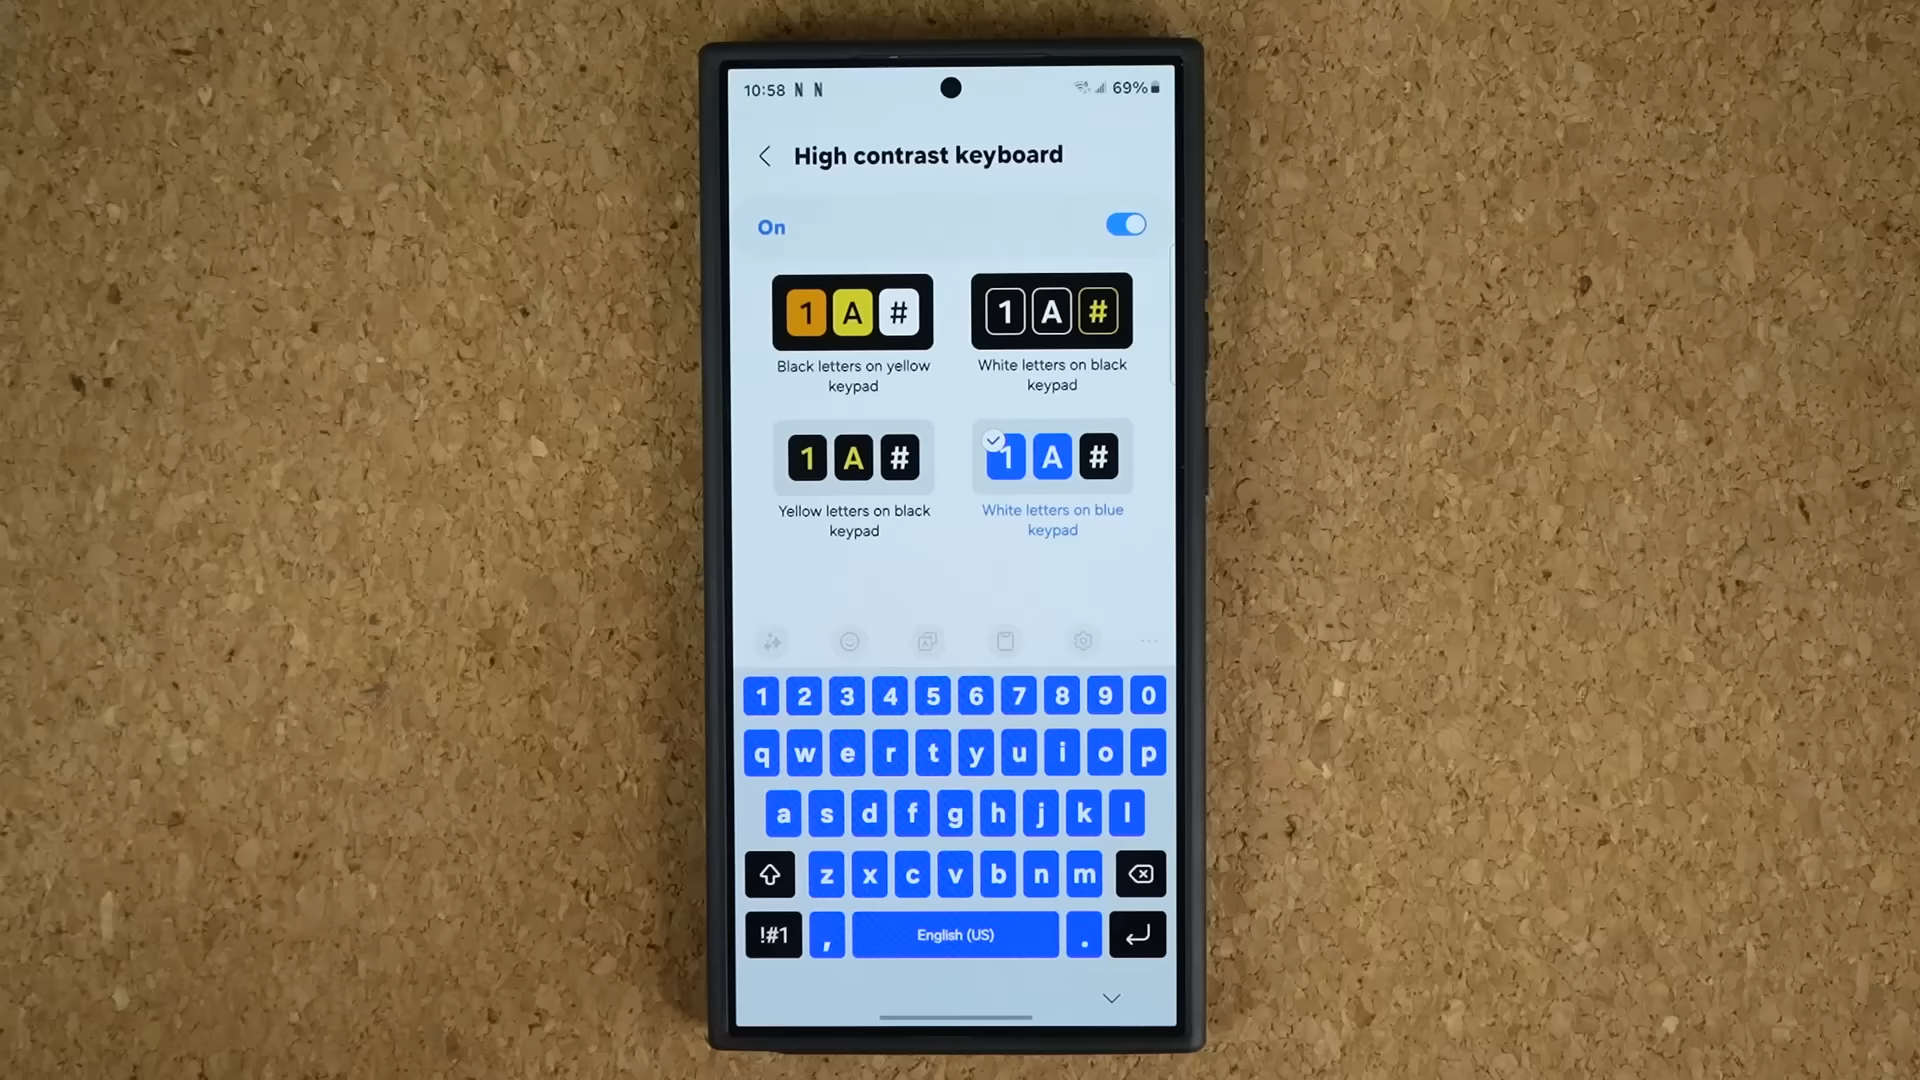 10:58 N N 69%
High contrast keyboard
On
1 A # 1 A #
Black letters on yellow keypad
White letters on black keypad
1 A # 1 A #
Yellow letters on black keypad
White letters on blue keypad
1 2 3 4 5 6 7 8 9 0
q w e r t y u i o p
a s d f g h j k l
z x c v b n m
!#1 , English (US) .